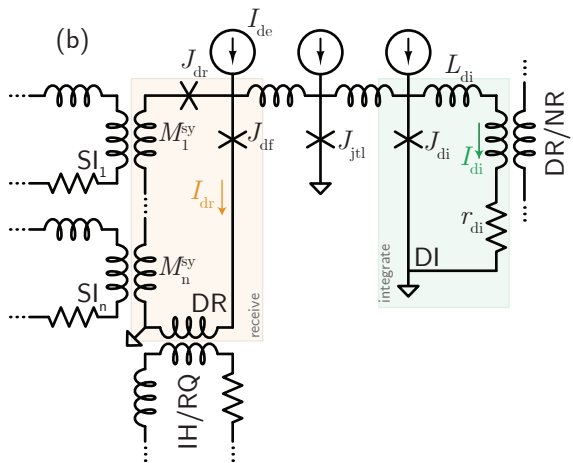 (b)
I_de
J_dr
L_di
SI_1
M_1^sy
J_df
J_jtl
J_di
I_di
DR/NR
I_dr
r_di
SI_n
M_n^sy
DR
receive
integrate
DI
IH/RQ